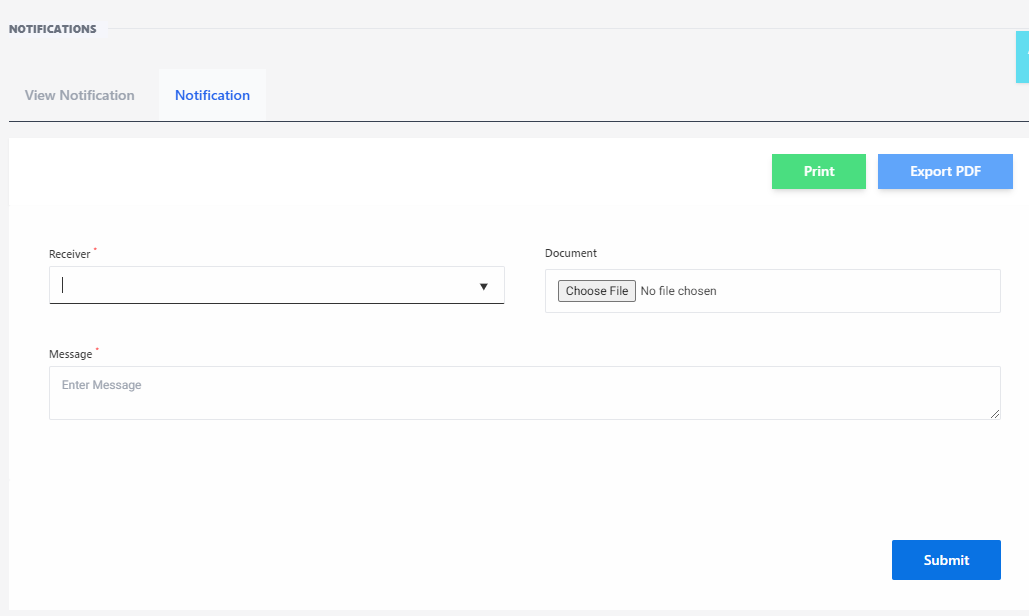 NOTIFICATIONS
View Notification
Notification
Print
Export PDF
Receiver *
Document
Choose File No file chosen
Message *
Enter Message
Submit